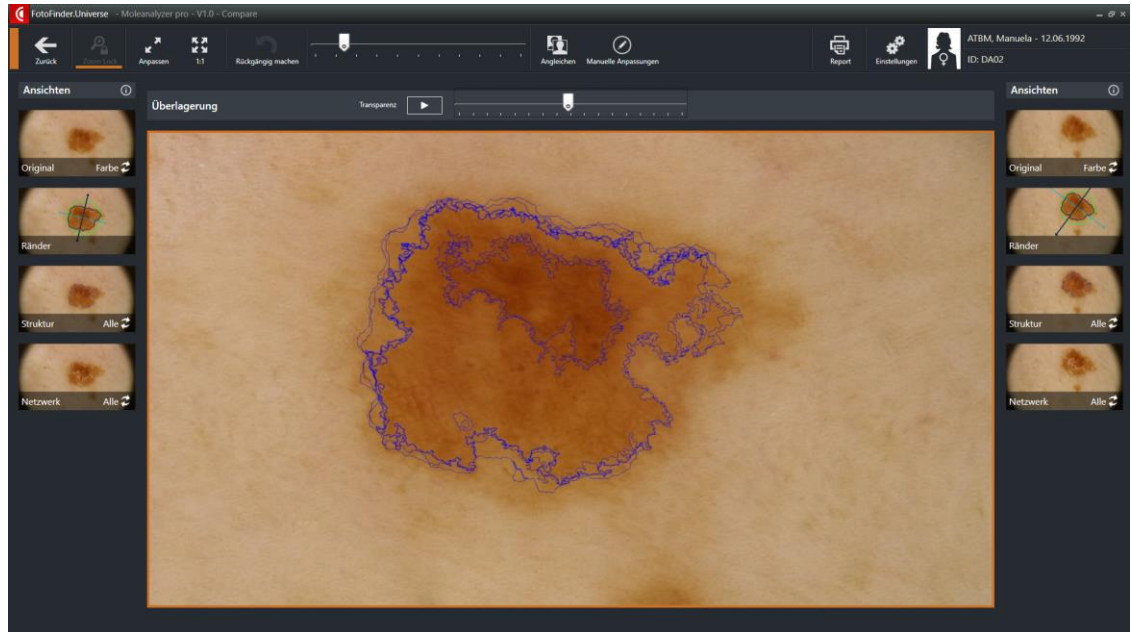 FotoFinder.Universe - Moleanalyzer pro - V1.0 - Compare
Zurück
Zoom Lock
Anpassen
1:1
Rückgängig machen
Angleichen
Manuelle Anpassungen
Report
Einstellungen
ATBM, Manuela - 12.06.1992
ID: DA02
Ansichten
Original Farbe
Ränder
Struktur Alle
Netzwerk Alle
Überlagerung
Transparenz
Ansichten
Original Farbe
Ränder
Struktur Alle
Netzwerk Alle